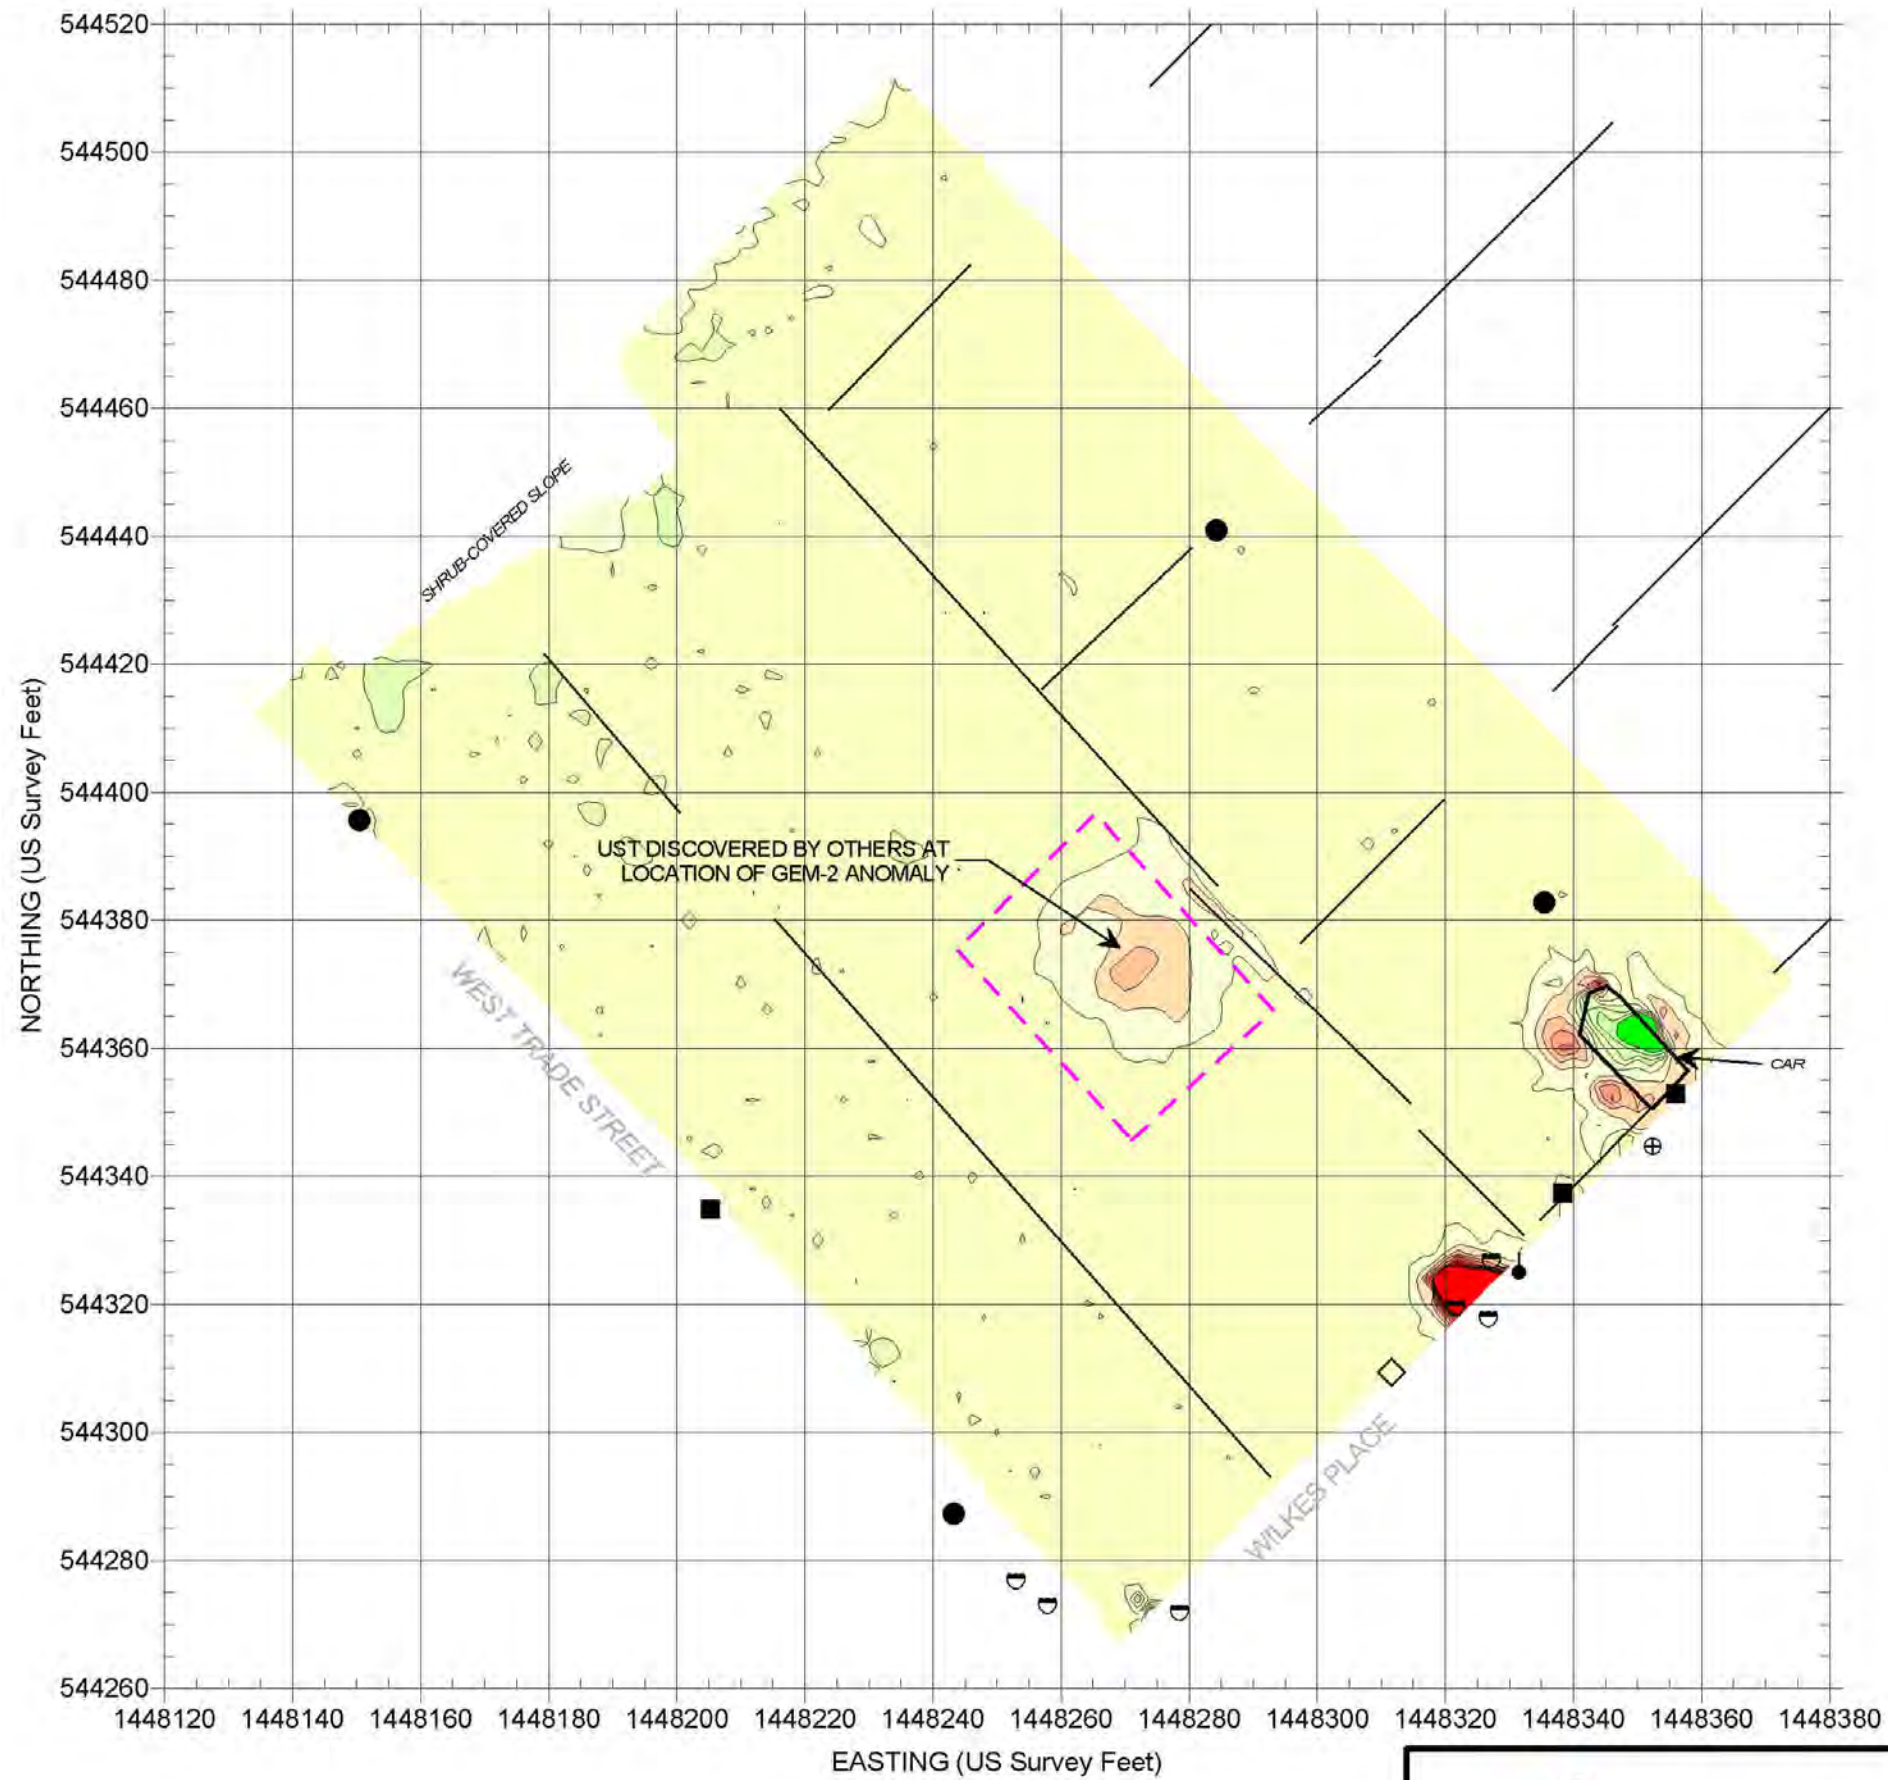 544520
544500
544480
544460
SHRUB-COVERED SLOPE
544440
544420
544400
UST DISCOVERED BY OTHERS AT
LOCATION OF GEM-2 ANOMALY
544380
544360
CAR
WEST TRADE STREET
544340
544320
544300
WILKES PLACE
544280
544260
NORTHING (US Survey Feet)
1448120 1448140 1448160 1448180 1448200 1448220 1448240 1448260 1448280 1448300 1448320 1448340 1448360 1448380
EASTING (US Survey Feet)